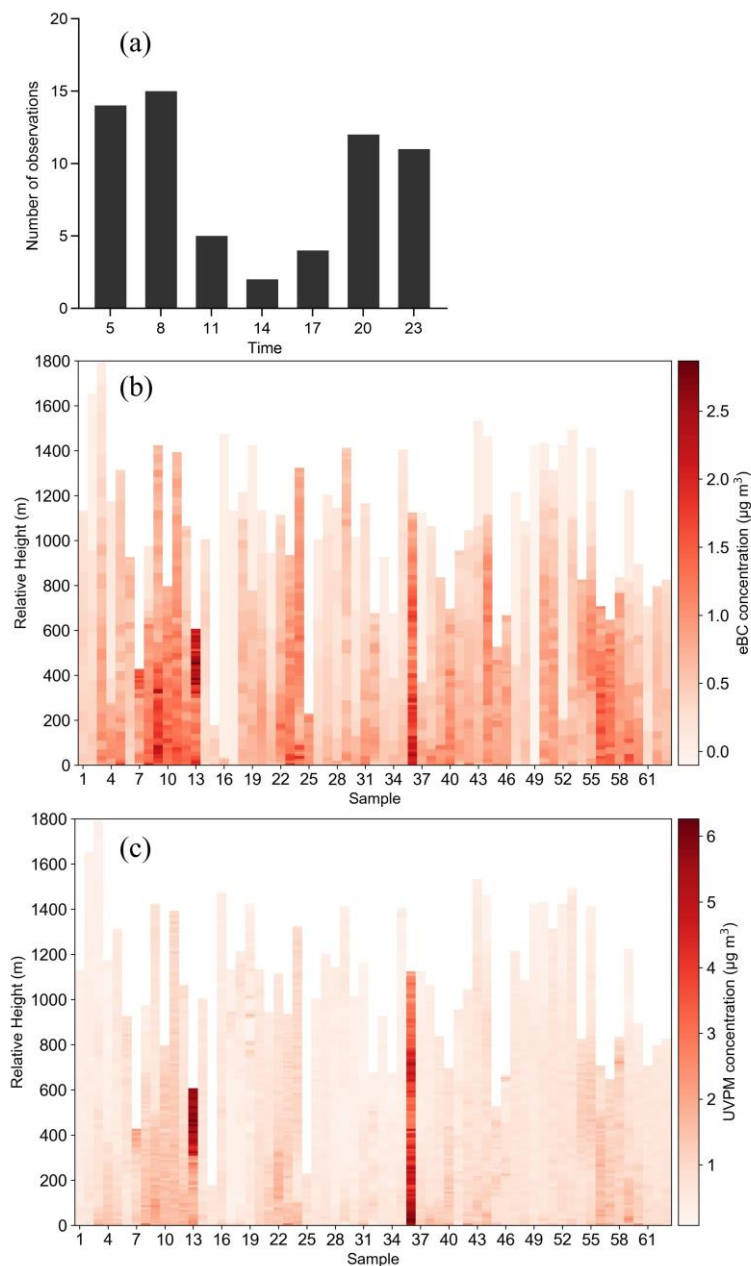 (a)
Number of observations
20
15
10
5
0
5 8 11 14 17 20 23
Time
(b)
Relative Height (m)
1800
1600
1400
1200
1000
800
600
400
200
0
1 4 7 10 13 16 19 22 25 28 31 34 37 40 43 46 49 52 55 58 61
Sample
2.5
2.0
1.5
1.0
0.5
0.0
eBC concentration (µg m³)
(c)
Relative Height (m)
1800
1600
1400
1200
1000
800
600
400
200
0
1 4 7 10 13 16 19 22 25 28 31 34 37 40 43 46 49 52 55 58 61
Sample
6
5
4
3
2
1
UVPM concentration (µg m³)